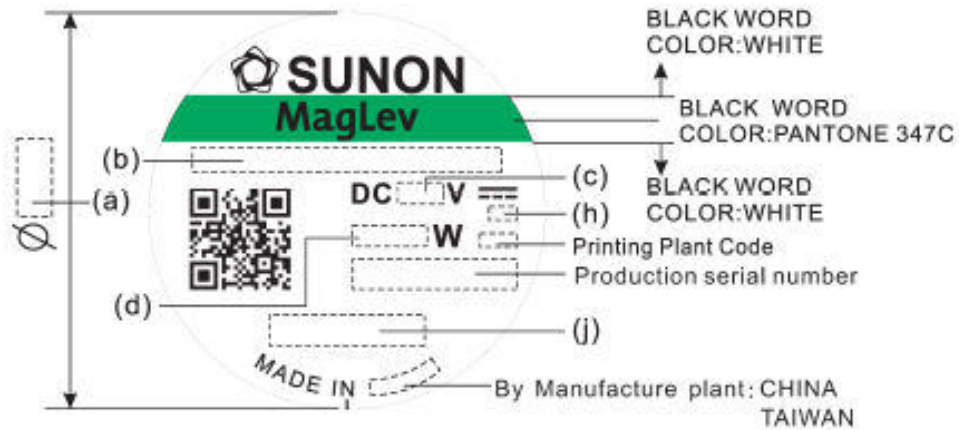 BLACK WORD
COLOR:WHITE
SUNON
MagLev
BLACK WORD
COLOR:PANTONE 347C
(b)
(a)
Ø
DC V
(c)
BLACK WORD
COLOR:WHITE
(h)
W
Printing Plant Code
Production serial number
(d)
(j)
MADE IN
By Manufacture plant: CHINA
TAIWAN